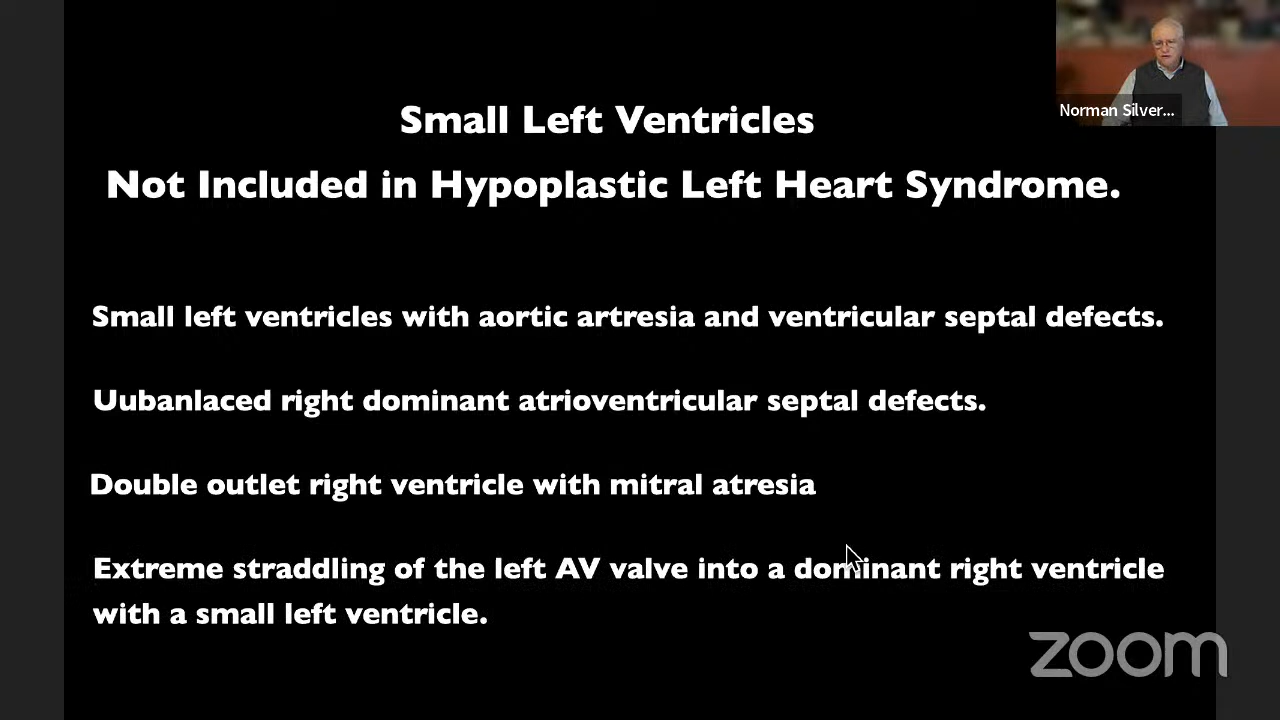 Norman Silver...
Small Left Ventricles
Not Included in Hypoplastic Left Heart Syndrome.
Small left ventricles with aortic artresia and ventricular septal defects.
Uubanlaced right dominant atrioventricular septal defects.
Double outlet right ventricle with mitral atresia
Extreme straddling of the left AV valve into a dominant right ventricle
with a small left ventricle.
zoom